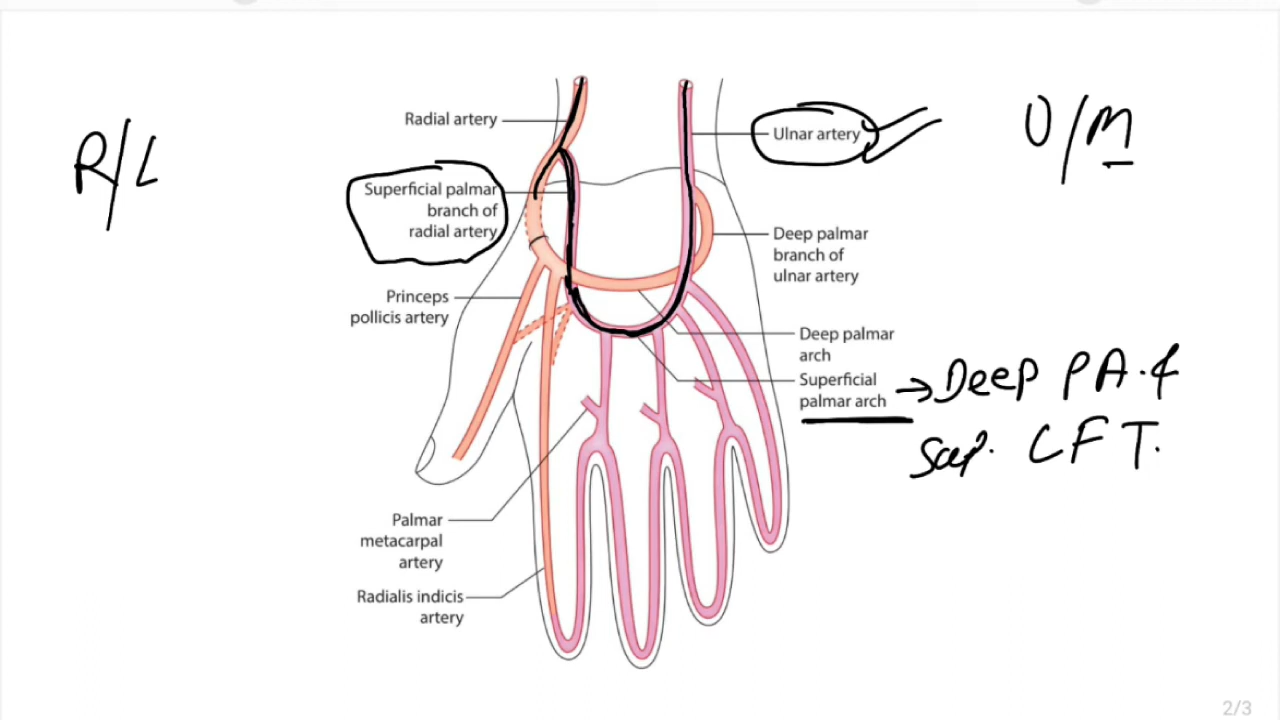 Radial artery
Ulnar artery
U/M
R/L
Superficial palmar
branch of
radial artery
Deep palmar
branch of
ulnar artery
Princeps
pollicis artery
Deep palmar
arch
Superficial
palmar arch
→ Deep PA. &
Sup. CFT.
Palmar
metacarpal
artery
Radialis indicis
artery
2/3